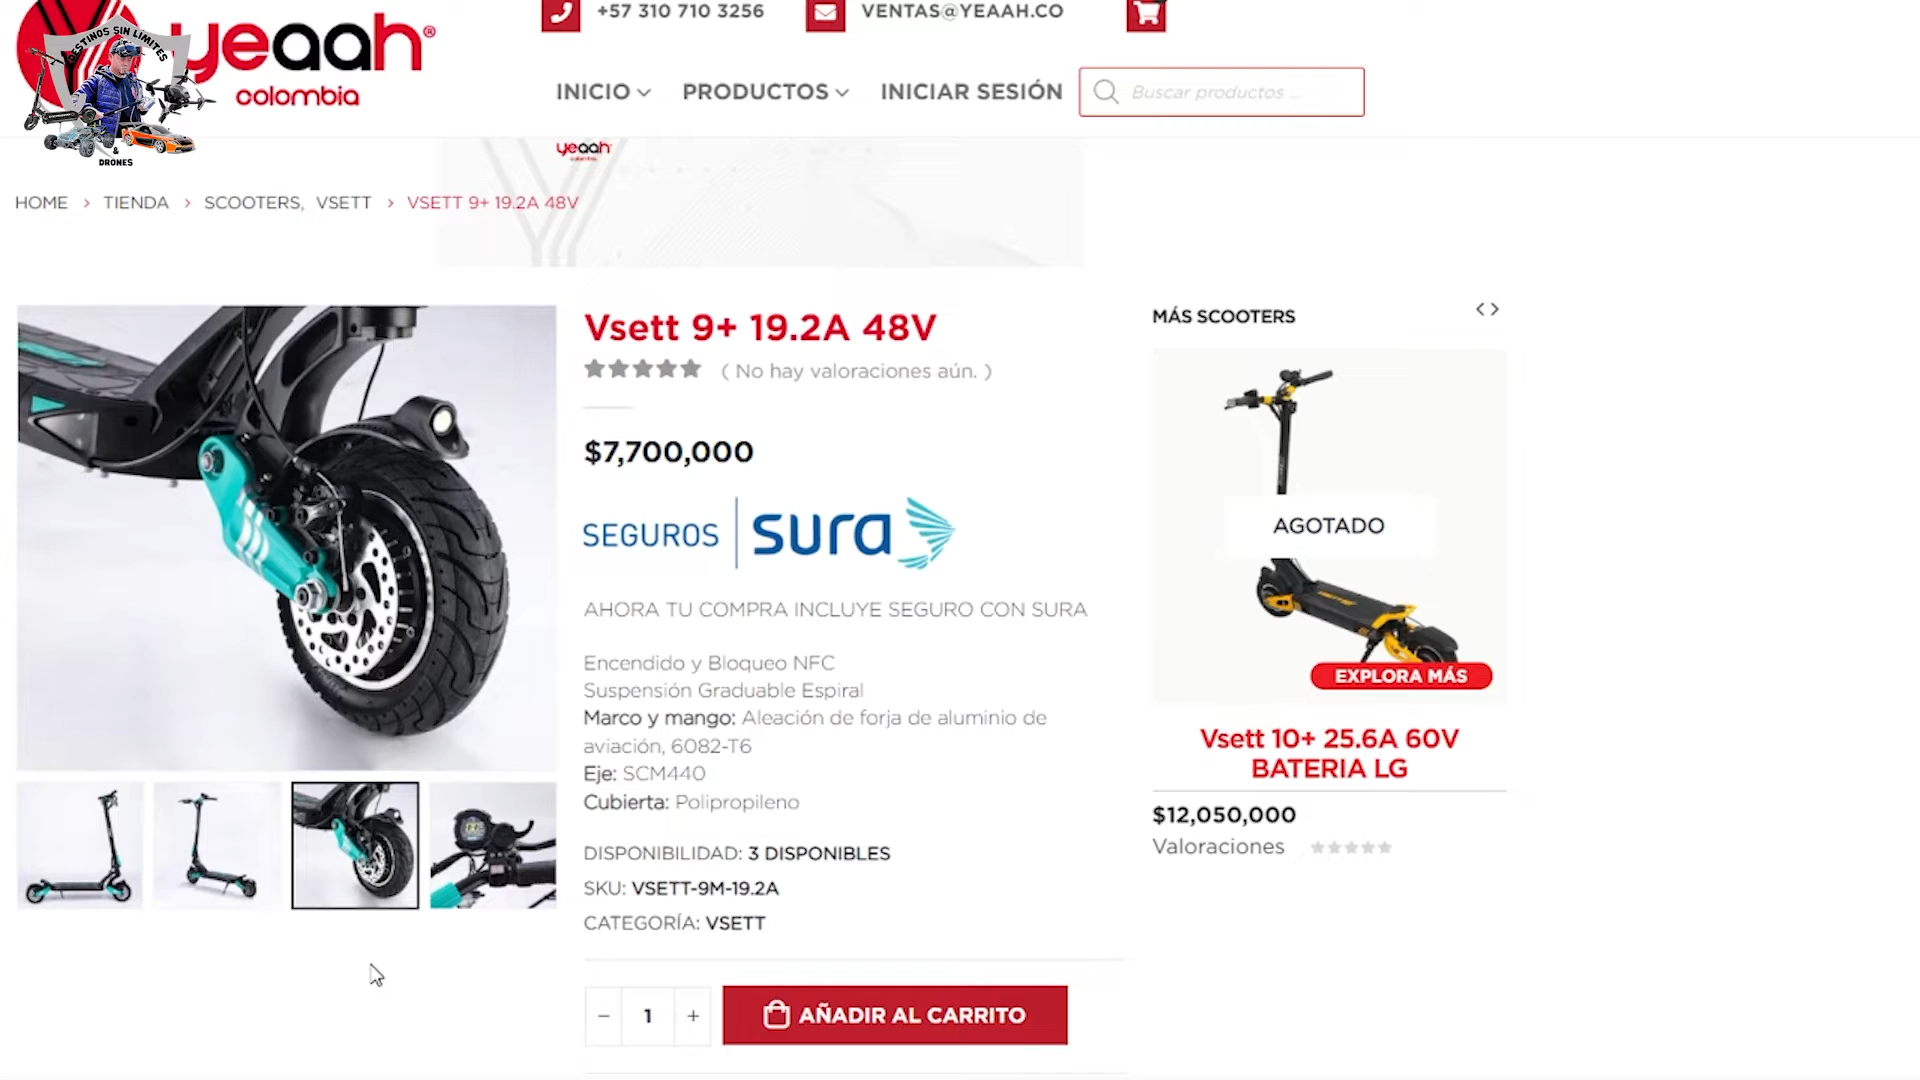 +57 310 710 3256
VENTAS@YEAAH.CO
DESTINOS SIN LIMITES
&
DRONES
yeaah®
colombia
INICIO
PRODUCTOS
INICIAR SESIÓN
Buscar productos ...
yeaah
HOME > TIENDA > SCOOTERS, VSETT > VSETT 9+ 19.2A 48V
Vsett 9+ 19.2A 48V
( No hay valoraciones aún. )
$7,700,000
SEGUROS sura
AHORA TU COMPRA INCLUYE SEGURO CON SURA
Encendido y Bloqueo NFC
Suspensión Graduable Espiral
Marco y mango: Aleación de forja de aluminio de
aviación, 6082-T6
Eje: SCM440
Cubierta: Polipropileno
DISPONIBILIDAD: 3 DISPONIBLES
SKU: VSETT-9M-19.2A
CATEGORÍA: VSETT
- 1 +
AÑADIR AL CARRITO
MÁS SCOOTERS
AGOTADO
EXPLORA MÁS
Vsett 10+ 25.6A 60V
BATERIA LG
$12,050,000
Valoraciones